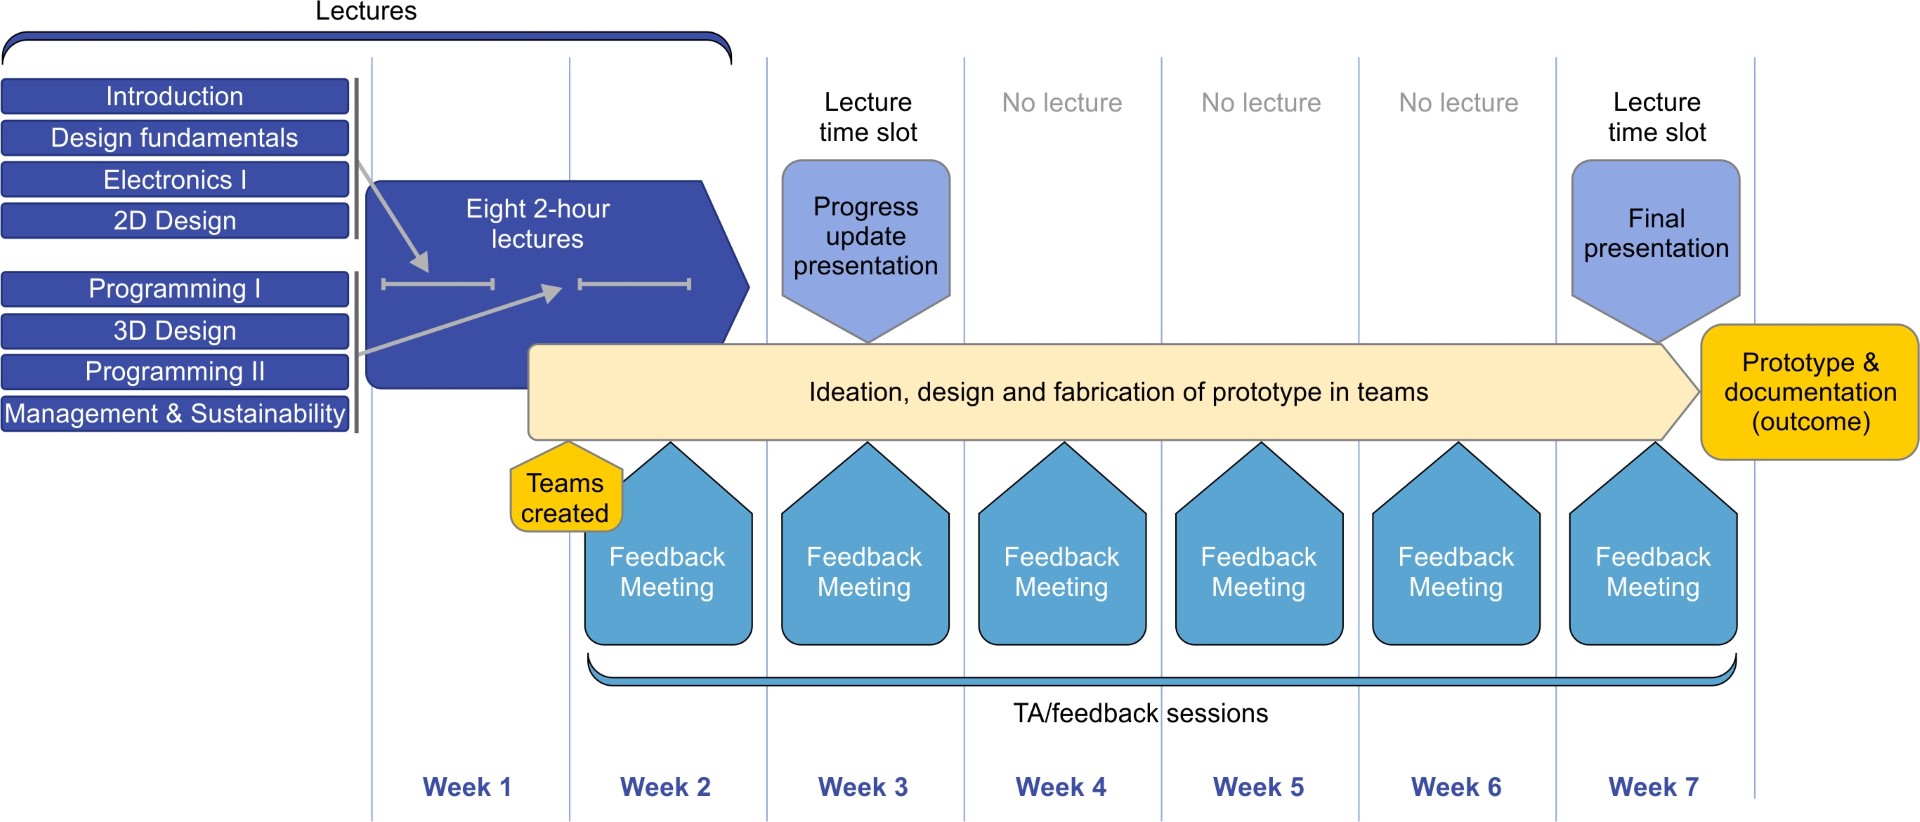 Lectures
Introduction
Design fundamentals
Electronics I
2D Design
Programming I
3D Design
Programming II
Management & Sustainability
Eight 2-hour
lectures
Lecture
time slot
Progress
update
presentation
No lecture
No lecture
No lecture
Lecture
time slot
Final
presentation
Ideation, design and fabrication of prototype in teams
Prototype &
documentation
(outcome)
Teams
created
Feedback
Meeting
Feedback
Meeting
Feedback
Meeting
Feedback
Meeting
Feedback
Meeting
Feedback
Meeting
TA/feedback sessions
Week 1
Week 2
Week 3
Week 4
Week 5
Week 6
Week 7